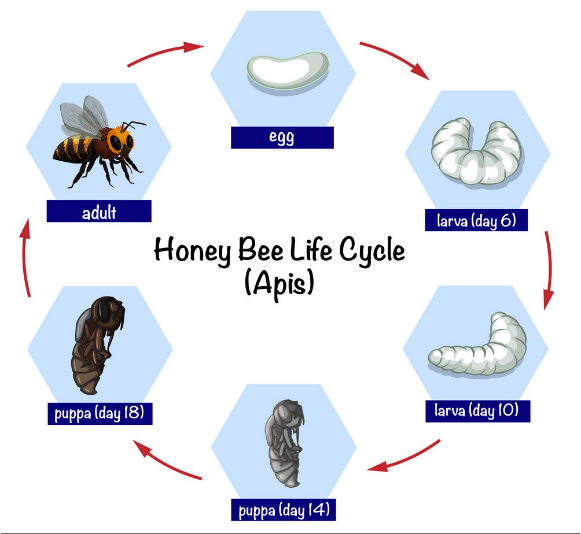 egg
larva (day 6)
larva (day 10)
puppa (day 14)
puppa (day 18)
adult
Honey Bee Life Cycle
(Apis)